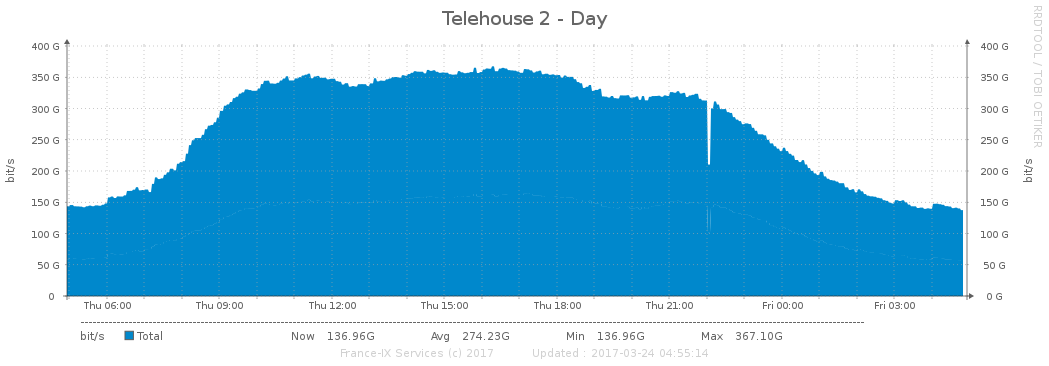 Telehouse 2 - Day
RRDTOOL / TOBI OETIKER
bit/s
400 G 400 G
350 G 350 G
300 G 300 G
250 G 250 G
200 G 200 G
150 G 150 G
100 G 100 G
50 G 50 G
0 0 G
bit/s
Thu 06:00 Thu 09:00 Thu 12:00 Thu 15:00 Thu 18:00 Thu 21:00 Fri 00:00 Fri 03:00
bit/s Total Now 136.96G Avg 274.23G Min 136.96G Max 367.10G
France-IX Services (c) 2017 Updated : 2017-03-24 04:55:14